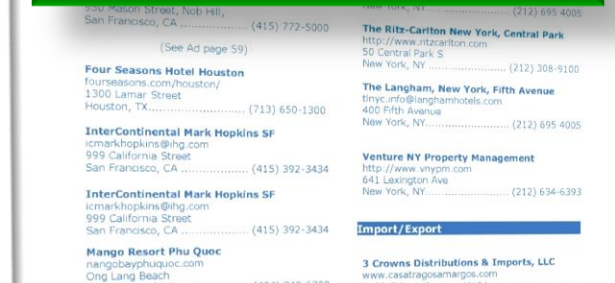 950 Mason Street, Nob Hill,
San Francisco, CA .................. (415) 772-5000
(See Ad page 59)
Four Seasons Hotel Houston
fourseasons.com/houston/
1300 Lamar Street
Houston, TX.......................... (713) 650-1300
InterContinental Mark Hopkins SF
icmarkhopkins@ihg.com
999 California Street
San Francisco, CA .................. (415) 392-3434
InterContinental Mark Hopkins SF
icmarkhopkins@ihg.com
999 California Street
San Francisco, CA .................. (415) 392-3434
Mango Resort Phu Quoc
nangobayphuquoc.com
Ong Lang Beach
New York, NY ........................ (212) 695 4005
The Ritz-Carlton New York, Central Park
http://www.ritzcarlton.com
50 Central Park S
New York, NY ........................ (212) 308-9100
The Langham, New York, Fifth Avenue
tlnyc.info@langhamhotels.com
400 Fifth Avenue
New York, NY........................ (212) 695 4005
Venture NY Property Management
http://www.vnypm.com
641 Lexington Ave
New York, NY........................ (212) 634-6393
Import/Export
3 Crowns Distributions & Imports, LLC
www.casatragosamargos.com